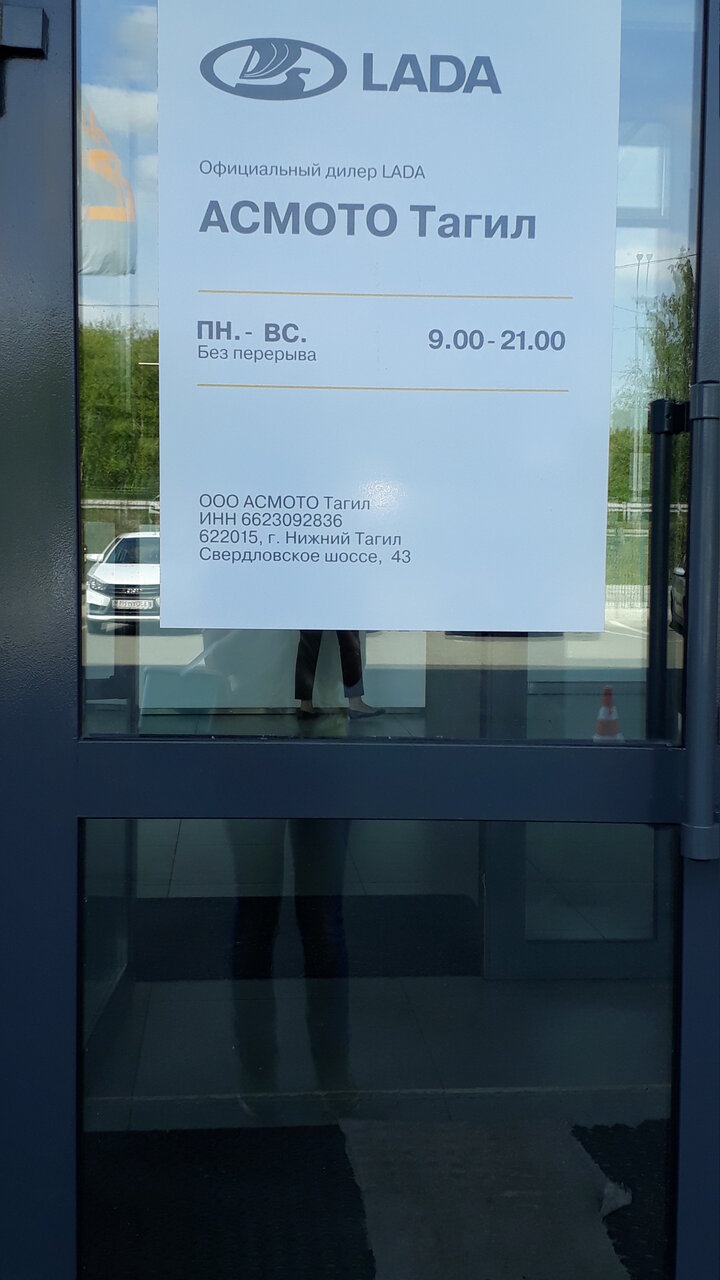 LADA
Официальный дилер LADA
АСМОТО Тагил
ПН. - ВС. 9.00 - 21.00
Без перерыва
ООО АСМОТО Тагил
ИНН 6623092836
622015, г. Нижний Тагил
Свердловское шоссе, 43